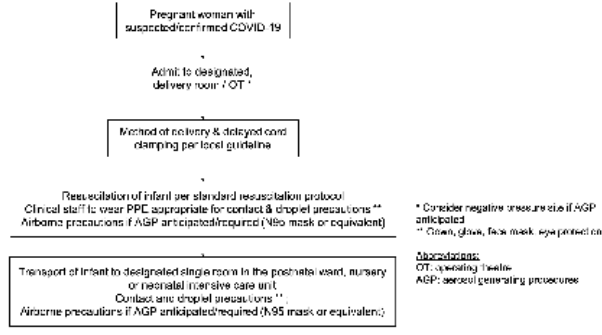 Pregnant woman with
suspected/confirmed COVID-19
Admit to designated,
delivery room / OT *
Method of delivery & delayed cord
clamping per local guideline
Resuscitation of infant per standard resuscitation protocol
Clinical staff to wear PPE appropriate for contact & droplet precautions **
Airborne precautions if AGP anticipated/required (N95 mask or equivalent)
Transport of infant to designated single room in the postnatal ward, nursery
or neonatal intensive care unit
Contact and droplet precautions **,
Airborne precautions if AGP anticipated/required (N95 mask or equivalent)
* Consider negative pressure site if AGP
anticipated
** Gown, glove, face mask, eye protection
Abbreviations:
OT: operating theatre
AGP: aerosol generating procedures